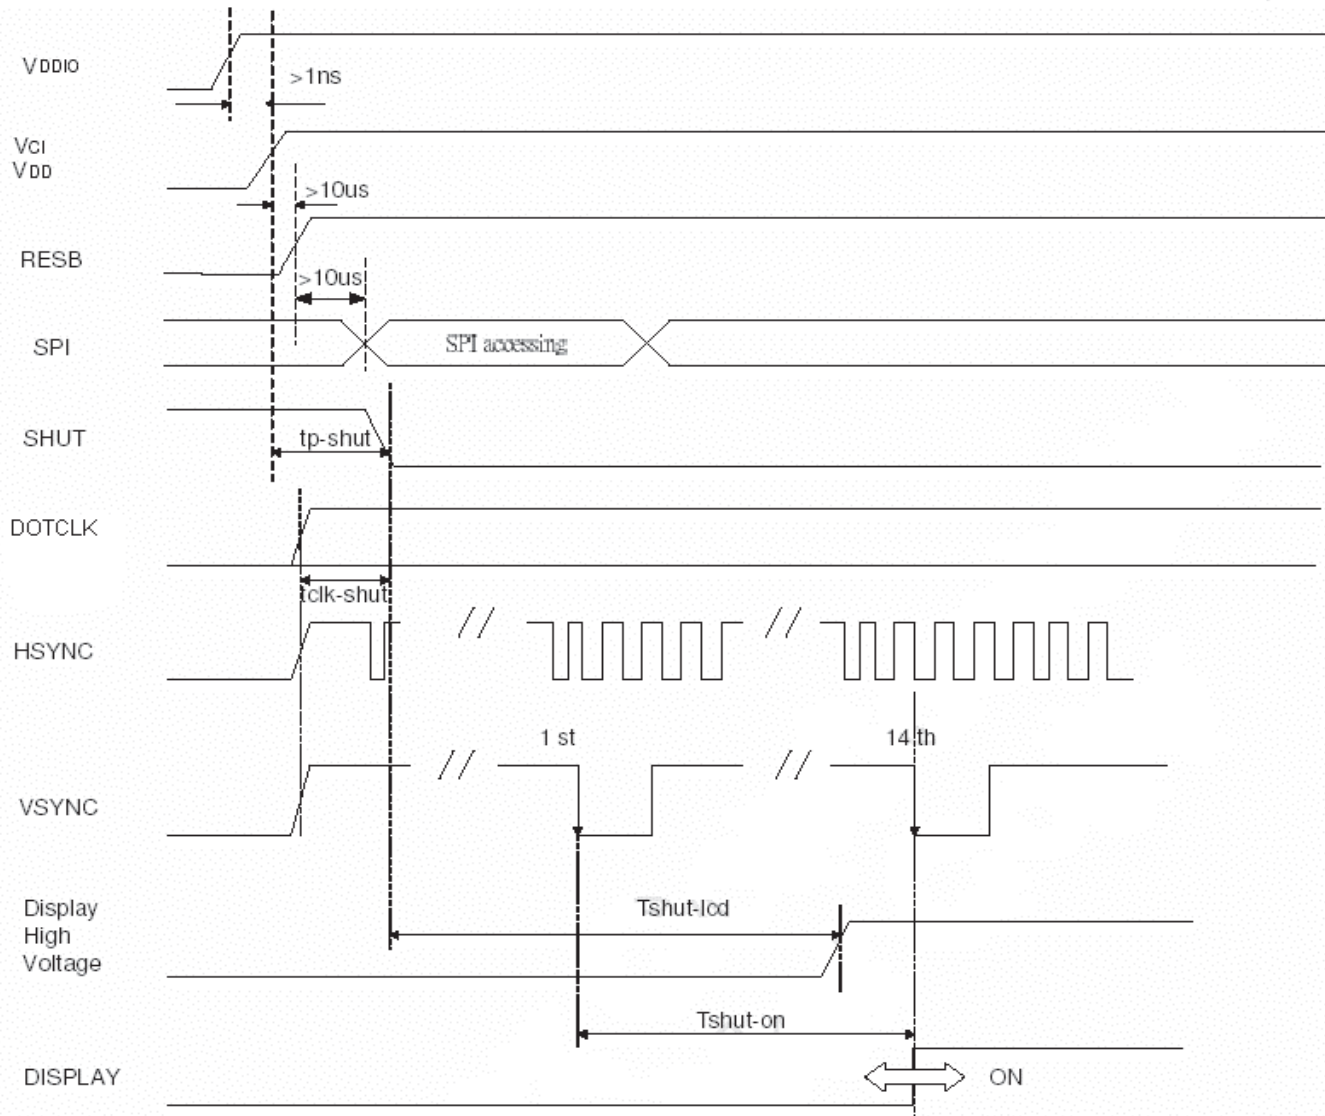 VDDIO
>1ns
VCI
VDD
>10us
RESB
>10us
SPI
SPI accessing
SHUT
tp-shut
DOTCLK
tclk-shut
HSYNC
1 st
14 th
VSYNC
Display
High
Voltage
Tshut-lcd
Tshut-on
DISPLAY
ON